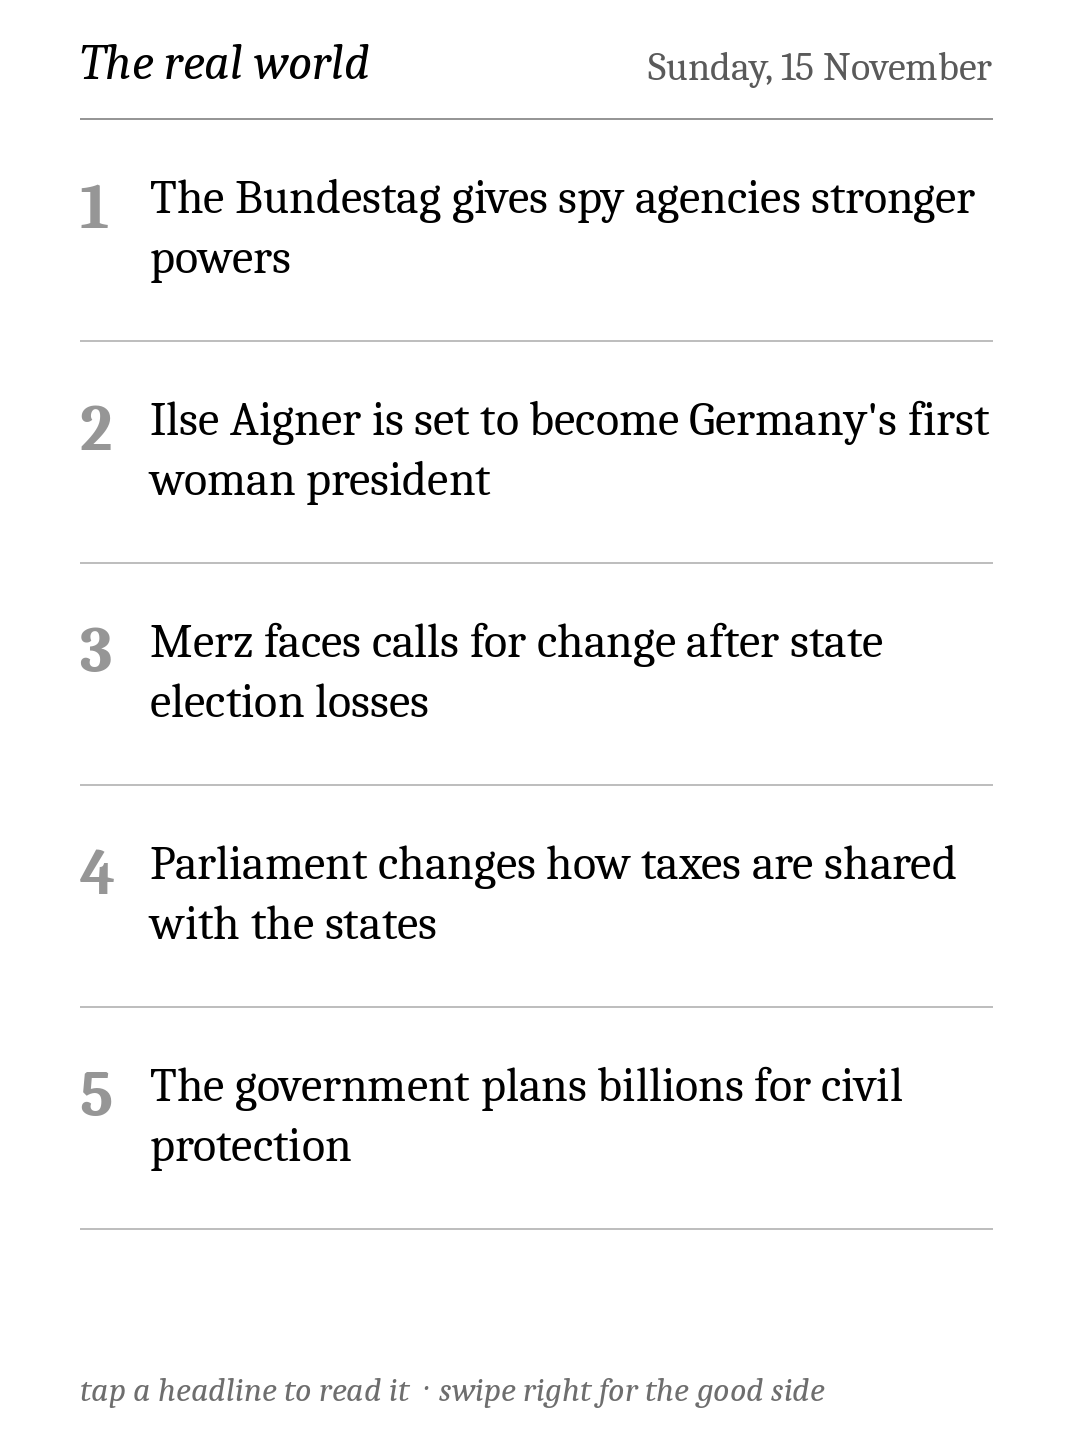 The real world
Sunday, 15 November
1
The Bundestag gives spy agencies stronger
powers
2
Ilse Aigner is set to become Germany's first
woman president
3
Merz faces calls for change after state
election losses
4
Parliament changes how taxes are shared
with the states
5
The government plans billions for civil
protection
tap a headline to read it · swipe right for the good side